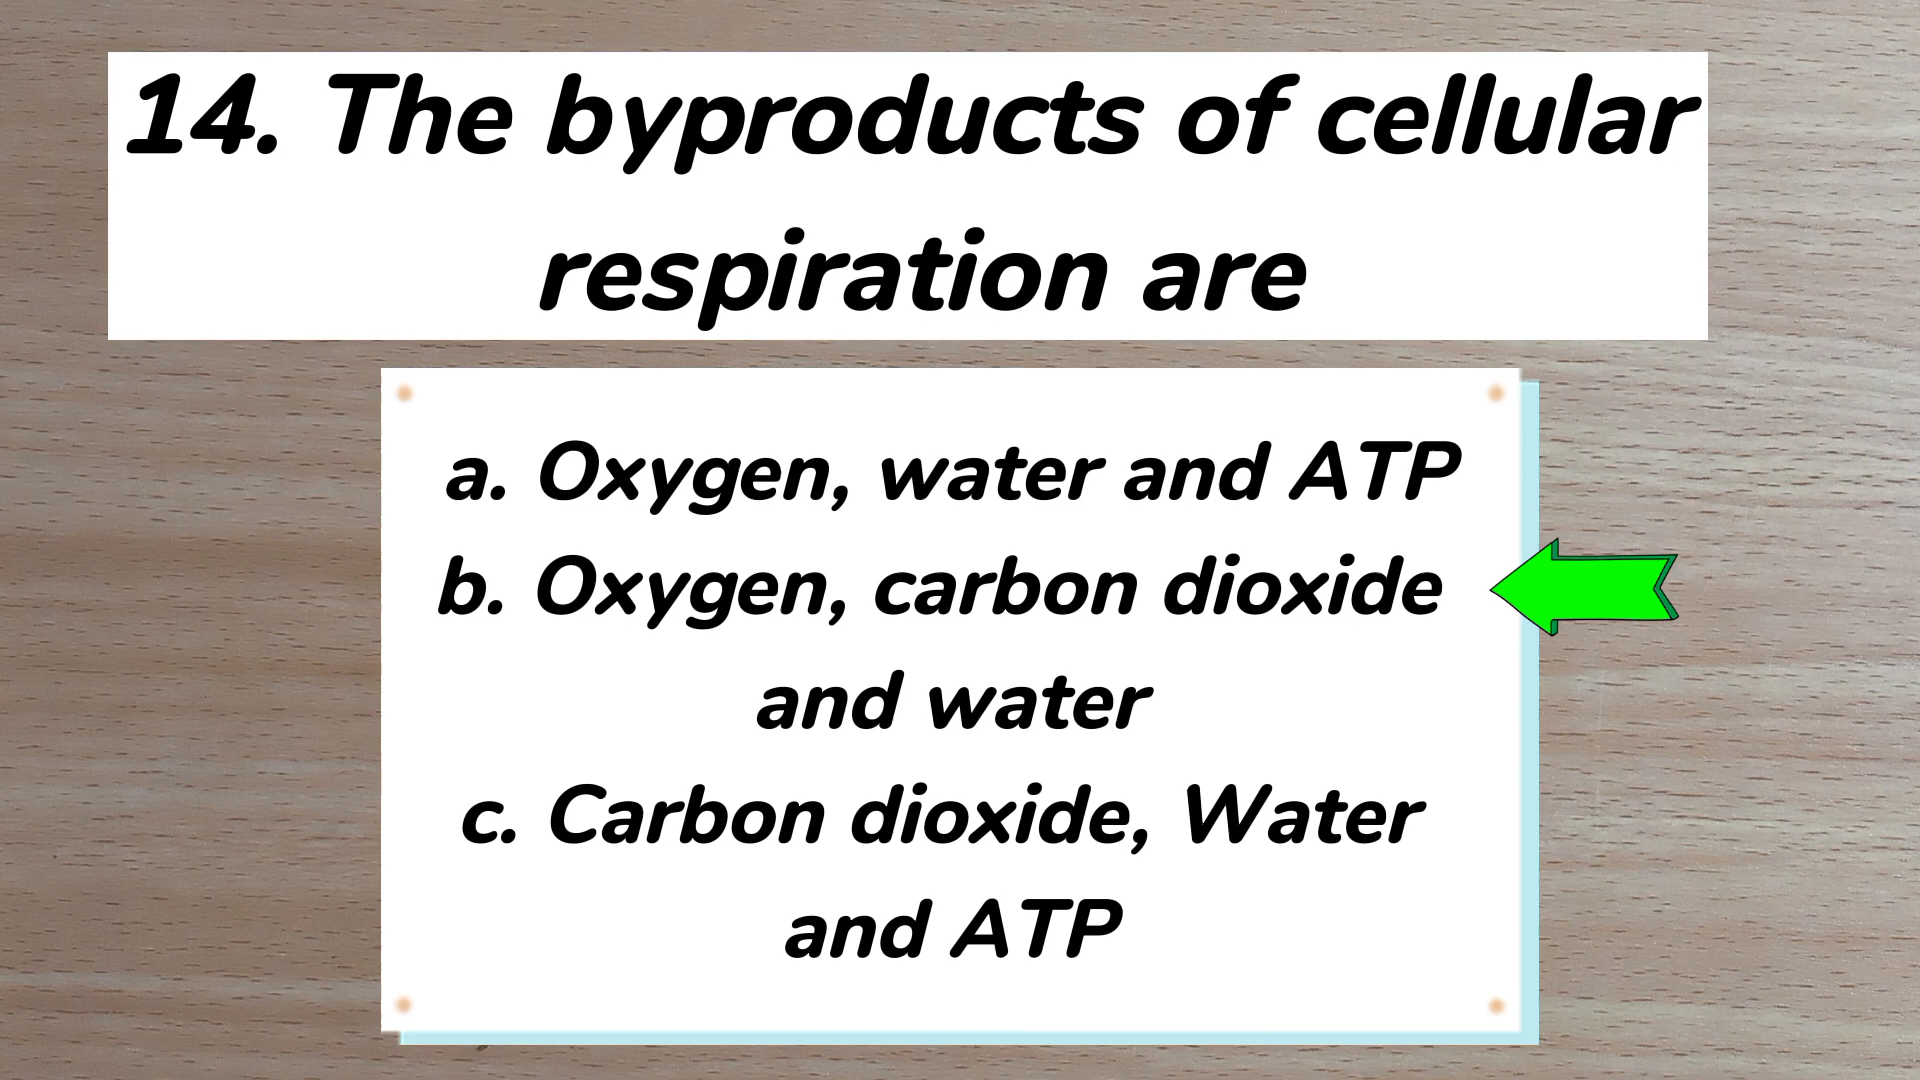 14. The byproducts of cellular
respiration are
a. Oxygen, water and ATP
b. Oxygen, carbon dioxide
and water
c. Carbon dioxide, Water
and ATP